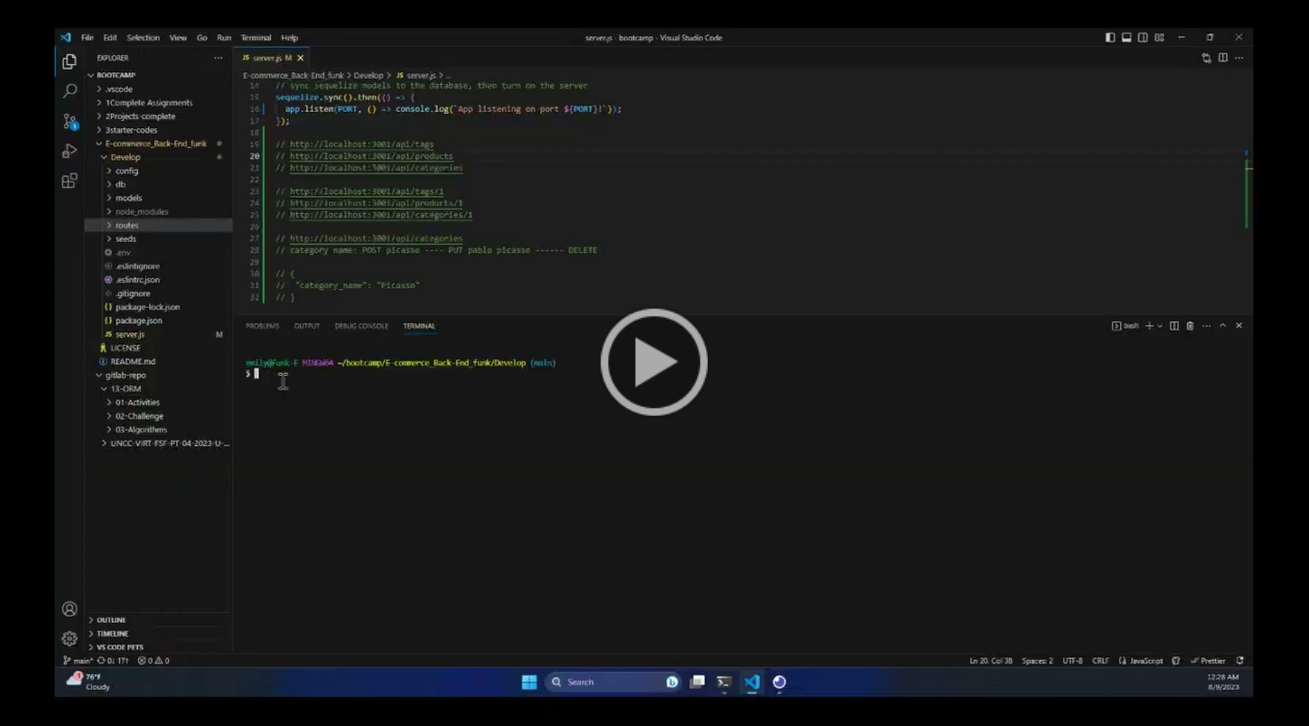 File Edit Selection View Go Run Terminal Help
server.js - bootcamp - Visual Studio Code
EXPLORER
BOOTCAMP
.vscode
1Complete Assignments
2Projects-complete
3starter-codes
E-commerce_Back-End_funk
Develop
config
db
models
node_modules
routes
seeds
.env
.eslintignore
.eslintrc.json
.gitignore
package-lock.json
package.json
server.js M
LICENSE
README.md
gitlab-repo
13-ORM
01-Activities
02-Challenge
03-Algorithms
UNCC-VIRT-FSF-PT-04-2023-U-...
OUTLINE
TIMELINE
VS CODE PETS
JS server.js M
E-commerce_Back-End_funk > Develop > JS server.js > ...
14 // sync sequelize models to the database, then turn on the server
15 sequelize.sync().then(() => {
16 app.listen(PORT, () => console.log(`App listening on port ${PORT}!`));
17 });
18
19 // http://localhost:3001/api/tags
20 // http://localhost:3001/api/products
21 // http://localhost:3001/api/categories
22
23 // http://localhost:3001/api/tags/1
24 // http://localhost:3001/api/products/1
25 // http://localhost:3001/api/categories/1
26
27 // http://localhost:3001/api/categories
28 // category name: POST picasso ---- PUT pablo picasso ------ DELETE
29
30 // {
31 // "category_name": "Picasso"
32 // }
PROBLEMS OUTPUT DEBUG CONSOLE TERMINAL
bash
emily@Funk-E MINGW64 ~/bootcamp/E-commerce_Back-End_funk/Develop (main)
$
main* 0↓ 17↑ 0 0
Ln 20, Col 38 Spaces: 2 UTF-8 CRLF JavaScript Prettier
76°F
Cloudy
Search
12:28 AM
8/9/2023